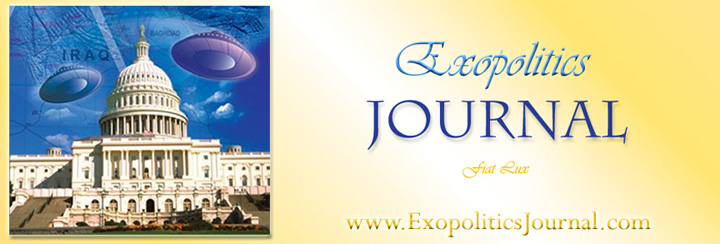 IRAQ
BAGHDAD
Exopolitics
JOURNAL
Fiat Lux
www.ExopoliticsJournal.com